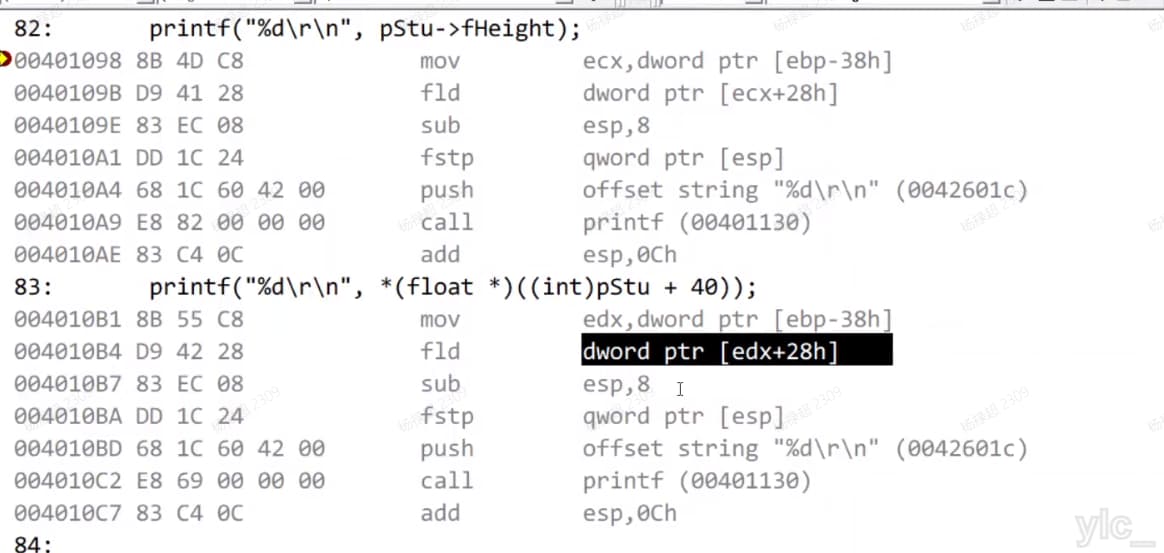 82:      printf("%d\r\n", pStu->fHeight);
00401098 8B 4D C8 mov ecx,dword ptr [ebp-38h]
0040109B D9 41 28 fld dword ptr [ecx+28h]
0040109E 83 EC 08 sub esp,8
004010A1 DD 1C 24 fstp qword ptr [esp]
004010A4 68 1C 60 42 00 push offset string "%d\r\n" (0042601c)
004010A9 E8 82 00 00 00 call printf (00401130)
004010AE 83 C4 0C add esp,0Ch
83:      printf("%d\r\n", *(float *)((int)pStu + 40));
004010B1 8B 55 C8 mov edx,dword ptr [ebp-38h]
004010B4 D9 42 28 fld dword ptr [edx+28h]
004010B7 83 EC 08 sub esp,8
004010BA DD 1C 24 fstp qword ptr [esp]
004010BD 68 1C 60 42 00 push offset string "%d\r\n" (0042601c)
004010C2 E8 69 00 00 00 call printf (00401130)
004010C7 83 C4 0C add esp,0Ch
84:
ylc_